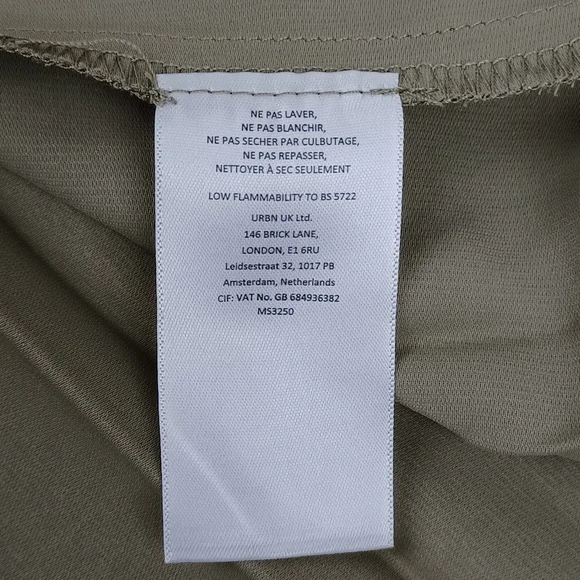 NE PAS LAVER,
NE PAS BLANCHIR,
NE PAS SECHER PAR CULBUTAGE,
NE PAS REPASSER,
NETTOYER À SEC SEULEMENT
LOW FLAMMABILITY TO BS 5722
URBN UK Ltd.
146 BRICK LANE,
LONDON, E1 6RU
Leidsestraat 32, 1017 PB
Amsterdam, Netherlands
CIF: VAT No. GB 684936382
MS3250